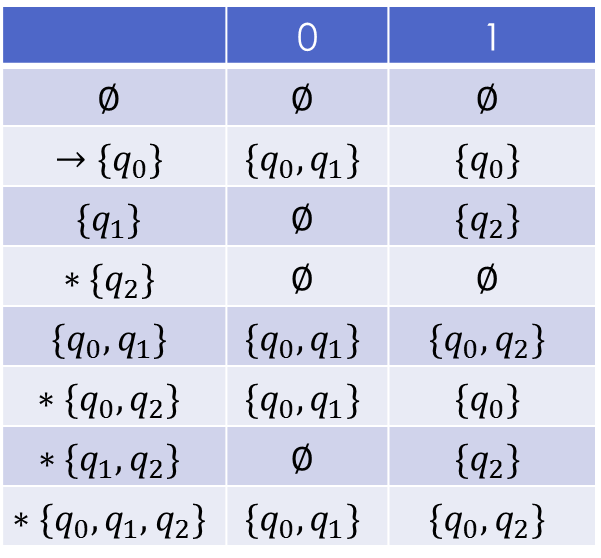 0 1
∅ ∅ ∅
→ {q₀} {q₀, q₁} {q₀}
{q₁} ∅ {q₂}
* {q₂} ∅ ∅
{q₀, q₁} {q₀, q₁} {q₀, q₂}
* {q₀, q₂} {q₀, q₁} {q₀}
* {q₁, q₂} ∅ {q₂}
* {q₀, q₁, q₂} {q₀, q₁} {q₀, q₂}